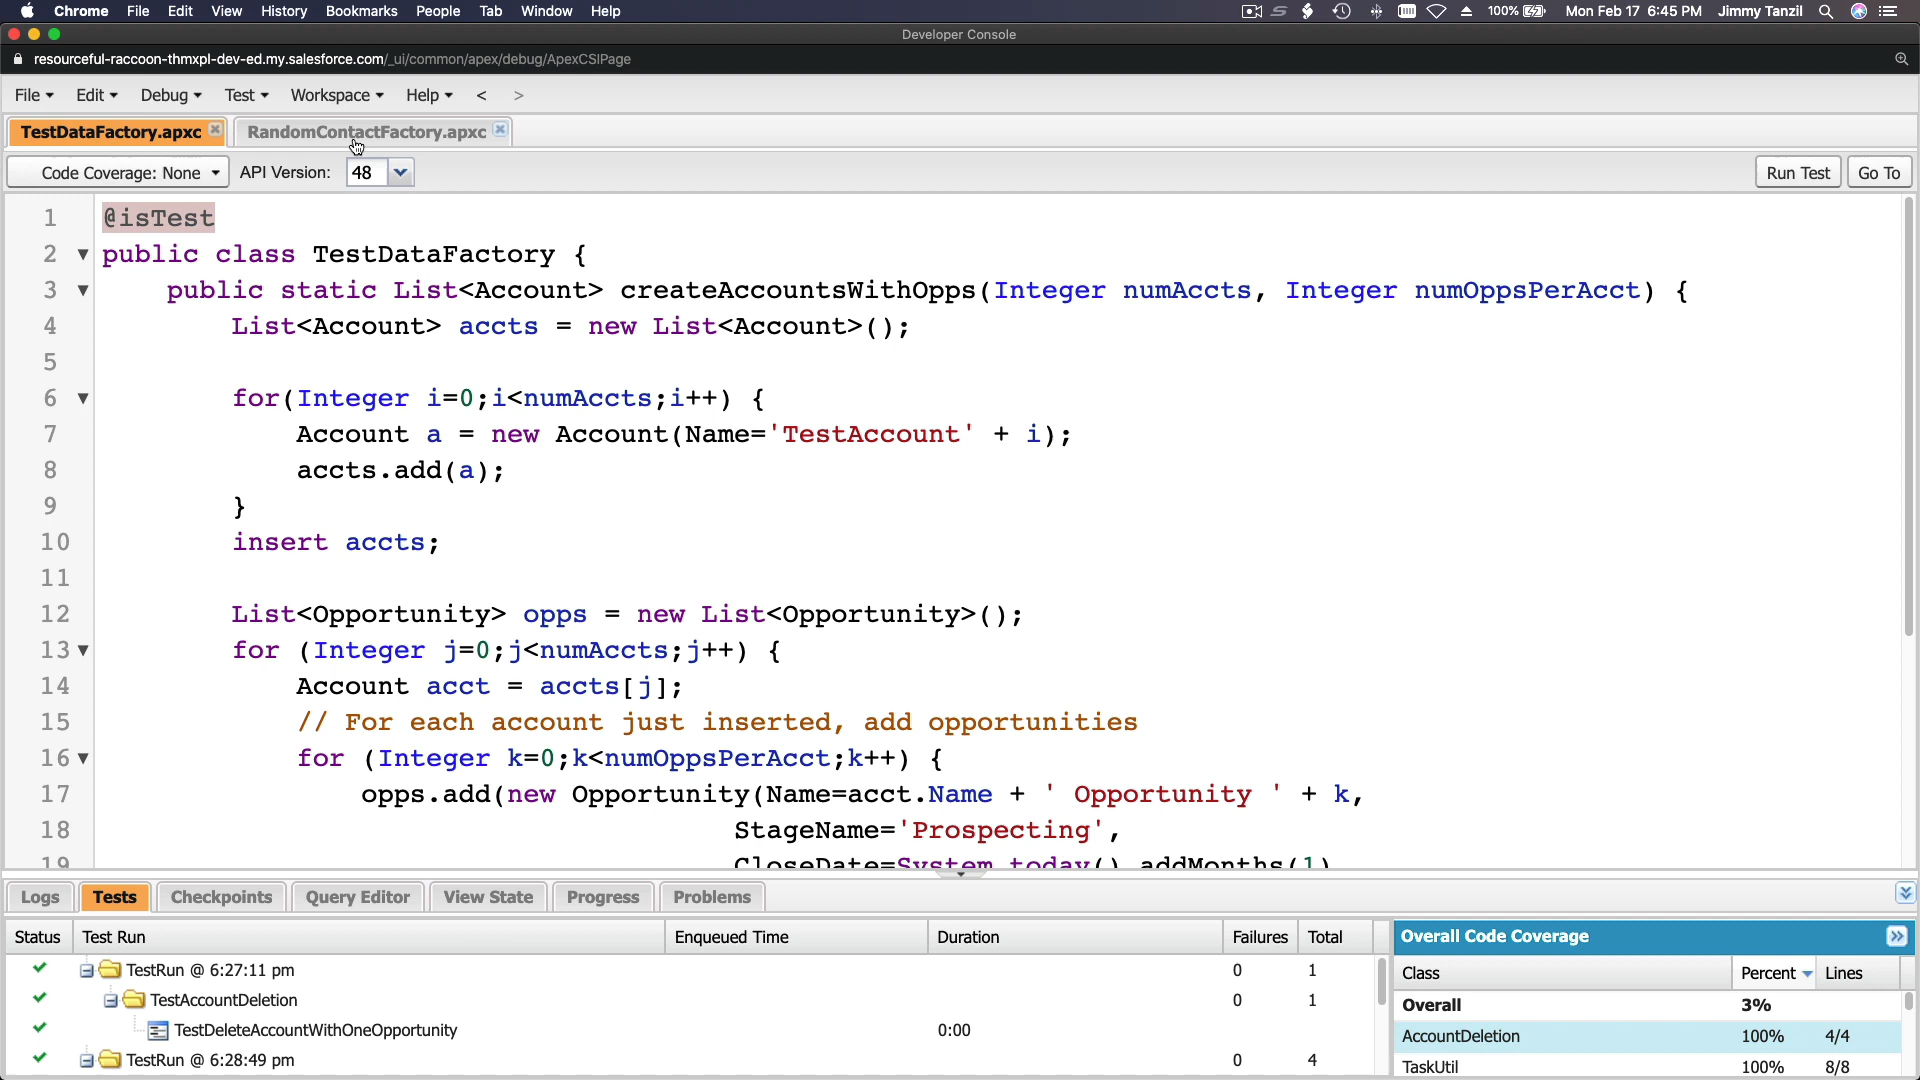 Chrome File Edit View History Bookmarks People Tab Window Help 100% Mon Feb 17 6:45 PM Jimmy Tanzil
Developer Console
resourceful-raccoon-thmxpl-dev-ed.my.salesforce.com/_ui/common/apex/debug/ApexCSIPage
File Edit Debug Test Workspace Help < >
TestDataFactory.apxc RandomContactFactory.apxc
Code Coverage: None API Version: 48 Run Test Go To
1 @isTest
2 public class TestDataFactory {
3 public static List<Account> createAccountsWithOpps(Integer numAccts, Integer numOppsPerAcct) {
4 List<Account> accts = new List<Account>();
5
6 for(Integer i=0;i<numAccts;i++) {
7 Account a = new Account(Name='TestAccount' + i);
8 accts.add(a);
9 }
10 insert accts;
11
12 List<Opportunity> opps = new List<Opportunity>();
13 for (Integer j=0;j<numAccts;j++) {
14 Account acct = accts[j];
15 // For each account just inserted, add opportunities
16 for (Integer k=0;k<numOppsPerAcct;k++) {
17 opps.add(new Opportunity(Name=acct.Name + ' Opportunity ' + k,
18 StageName='Prospecting',
19 CloseDate=System.today().addMonths(1)
Logs Tests Checkpoints Query Editor View State Progress Problems
Status Test Run Enqueued Time Duration Failures Total
TestRun @ 6:27:11 pm 0 1
TestAccountDeletion 0 1
TestDeleteAccountWithOneOpportunity 0:00
TestRun @ 6:28:49 pm 0 4
Overall Code Coverage
Class Percent Lines
Overall 3%
AccountDeletion 100% 4/4
TaskUtil 100% 8/8